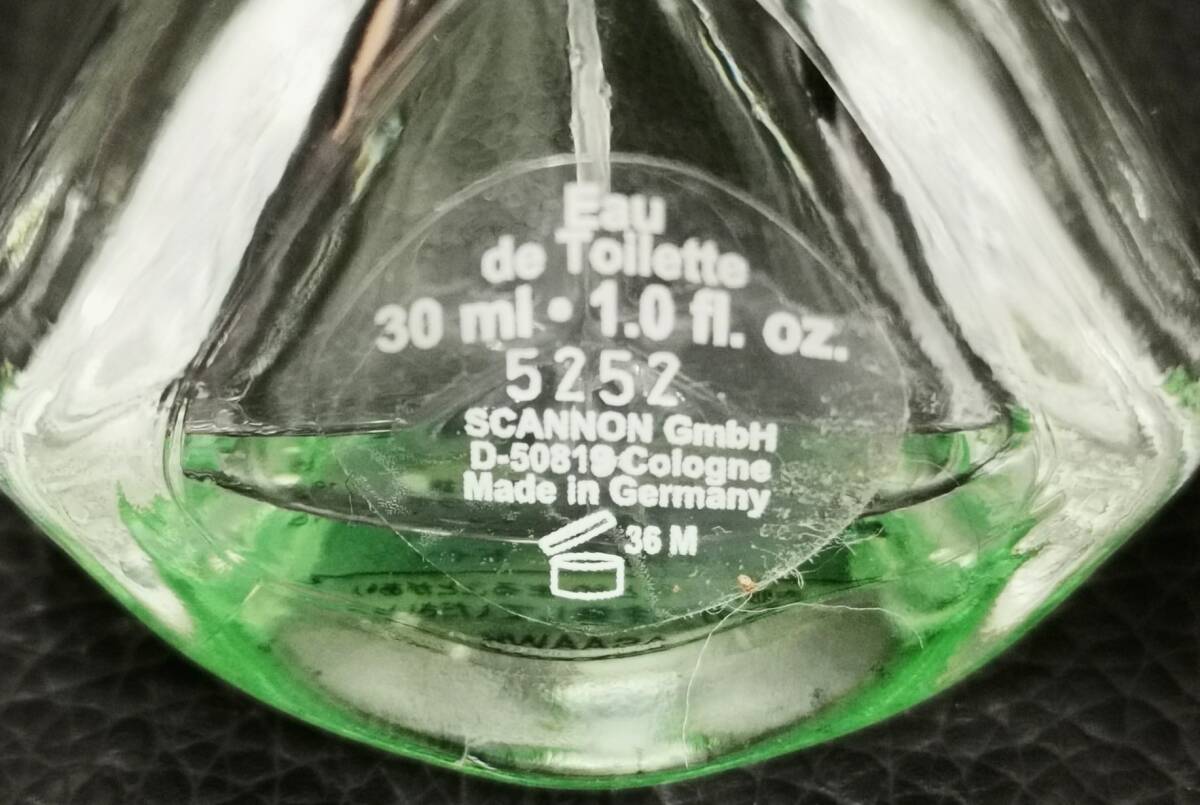 Eau
de Toilette
30 ml • 1.0 fl. oz.
5252
SCANNON GmbH
D-50819 Cologne
Made in Germany
36 M